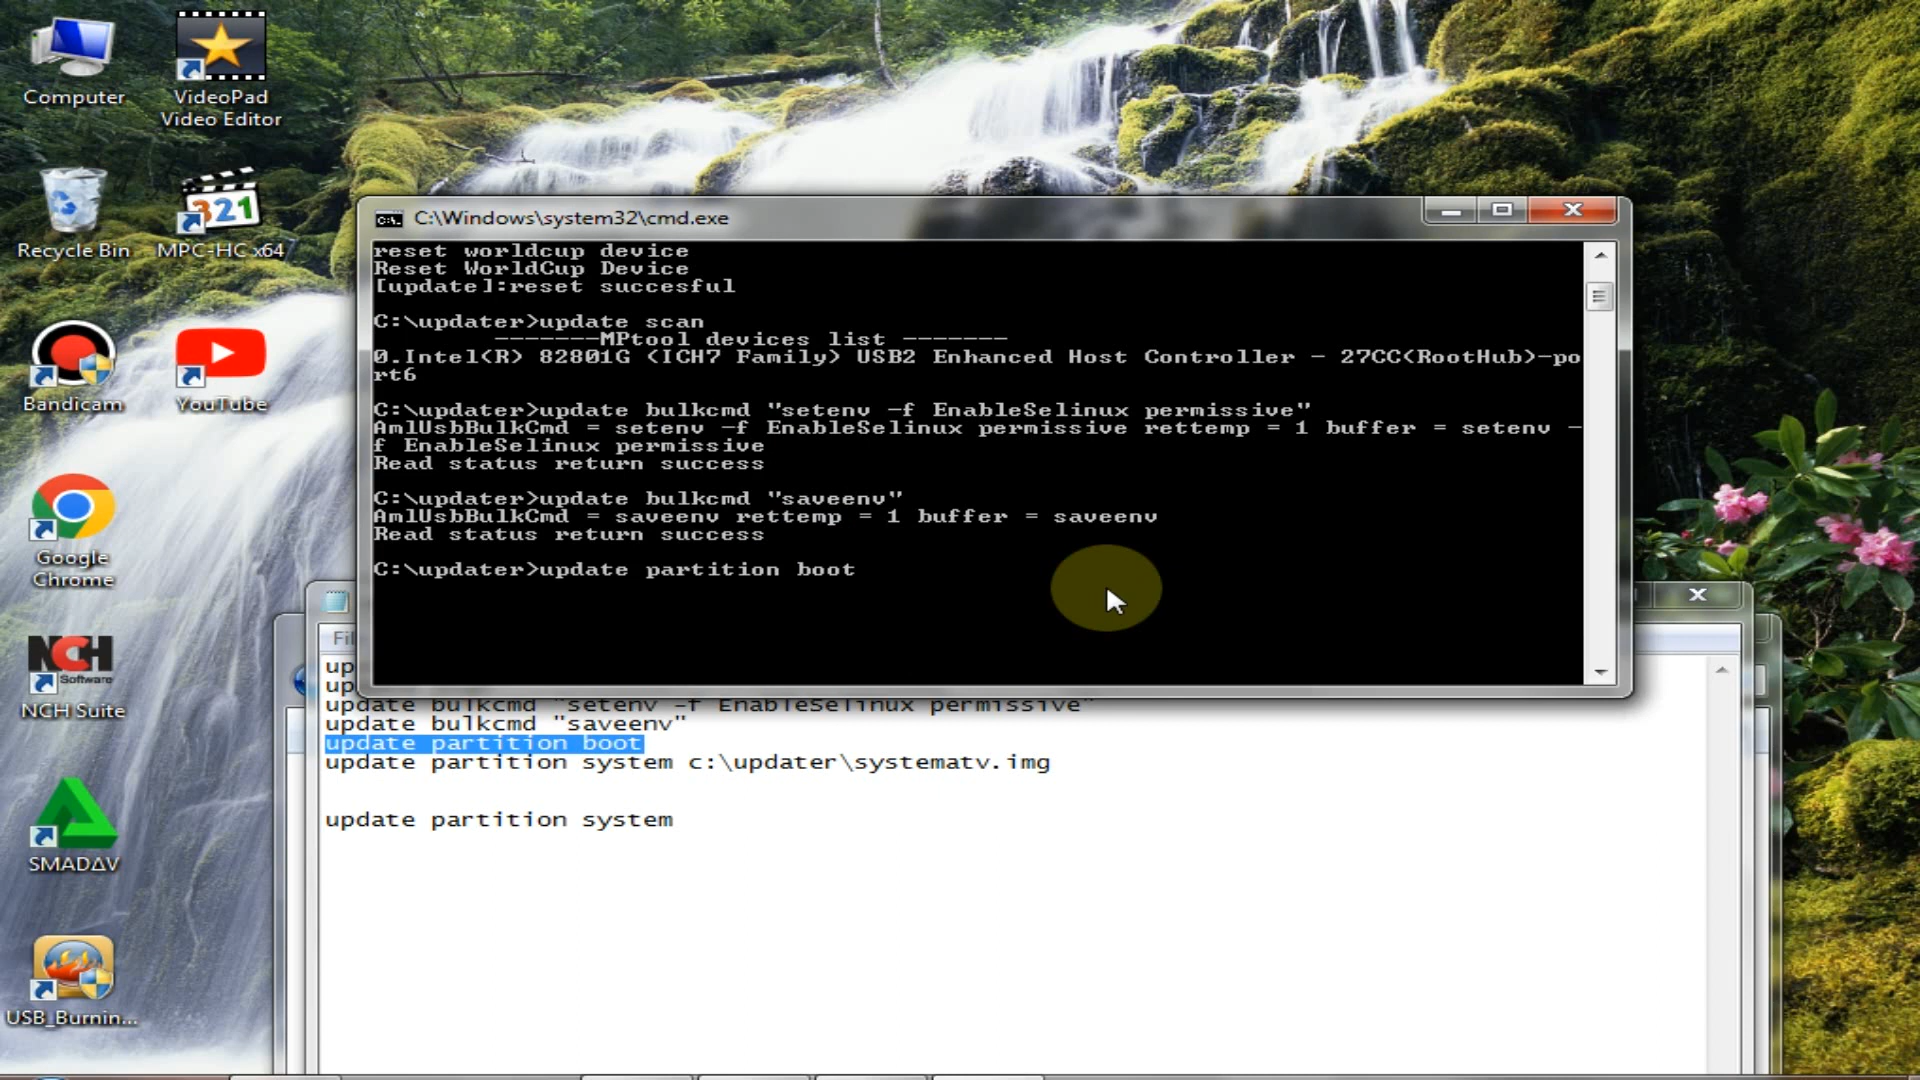 Computer
VideoPad
Video Editor
Recycle Bin
321
MPC-HC x64
Bandicam
YouTube
Google
Chrome
NCH
Software
NCH Suite
SMADΔV
USB_Burnin...
C:\Windows\system32\cmd.exe
reset worldcup device
Reset WorldCup Device
[update]:reset succesful
C:\updater>update scan
-------MPtool devices list -------
0.Intel(R) 82801G (ICH7 Family) USB2 Enhanced Host Controller - 27CC(RootHub)-po
rt6
C:\updater>update bulkcmd "setenv -f EnableSelinux permissive"
AmlUsbBulkCmd = setenv -f EnableSelinux permissive rettemp = 1 buffer = setenv -
f EnableSelinux permissive
Read status return success
C:\updater>update bulkcmd "saveenv"
AmlUsbBulkCmd = saveenv rettemp = 1 buffer = saveenv
Read status return success
C:\updater>update partition boot
update bulkcmd "setenv -f EnableSelinux permissive"
update bulkcmd "saveenv"
update partition boot
update partition system c:\updater\systematv.img
update partition system